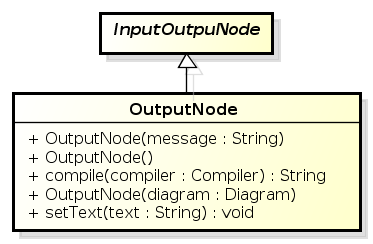 InputOutpuNode
OutputNode
+ OutputNode(message : String)
+ OutputNode()
+ compile(compiler : Compiler) : String
+ OutputNode(diagram : Diagram)
+ setText(text : String) : void